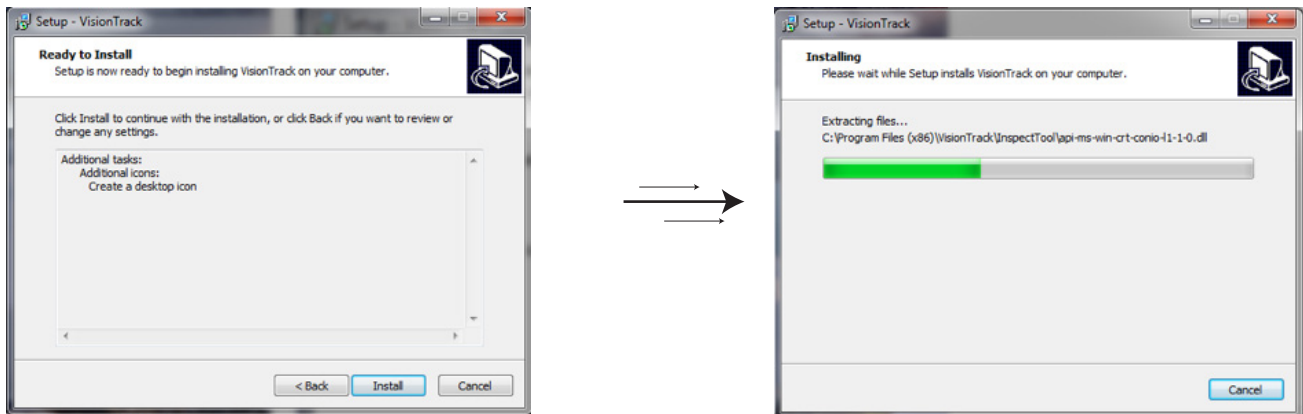 Setup - VisionTrack
Ready to Install
Setup is now ready to begin installing VisionTrack on your computer.
Click Install to continue with the installation, or click Back if you want to review or
change any settings.
Additional tasks:
Additional icons:
Create a desktop icon
< Back
Install
Cancel
Setup - VisionTrack
Installing
Please wait while Setup installs VisionTrack on your computer.
Extracting files...
C:\Program Files (x86)\VisionTrack\InspectTool\api-ms-win-crt-conio-l1-1-0.dll
Cancel